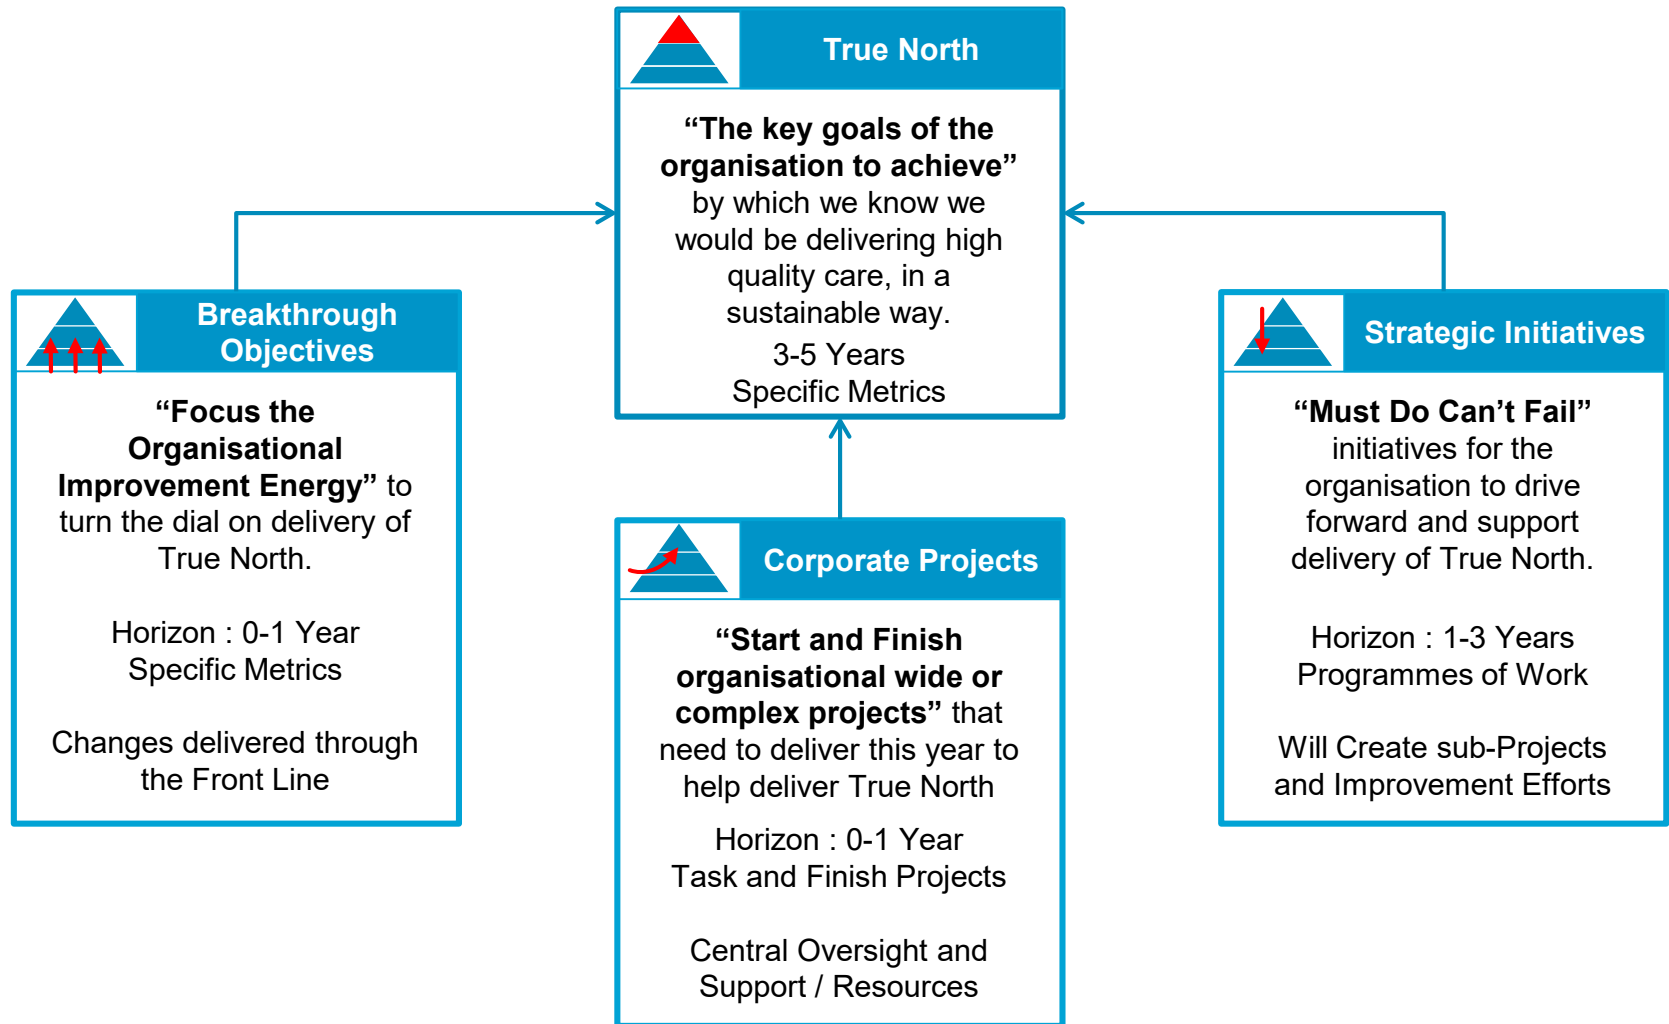 True North
“The key goals of the
organisation to achieve”
by which we know we
would be delivering high
quality care, in a
sustainable way.
3-5 Years
Specific Metrics
Breakthrough
Objectives
“Focus the
Organisational
Improvement Energy” to
turn the dial on delivery of
True North.
Horizon : 0-1 Year
Specific Metrics
Changes delivered through
the Front Line
Corporate Projects
“Start and Finish
organisational wide or
complex projects” that
need to deliver this year to
help deliver True North
Horizon : 0-1 Year
Task and Finish Projects
Central Oversight and
Support / Resources
Strategic Initiatives
“Must Do Can’t Fail”
initiatives for the
organisation to drive
forward and support
delivery of True North.
Horizon : 1-3 Years
Programmes of Work
Will Create sub-Projects
and Improvement Efforts